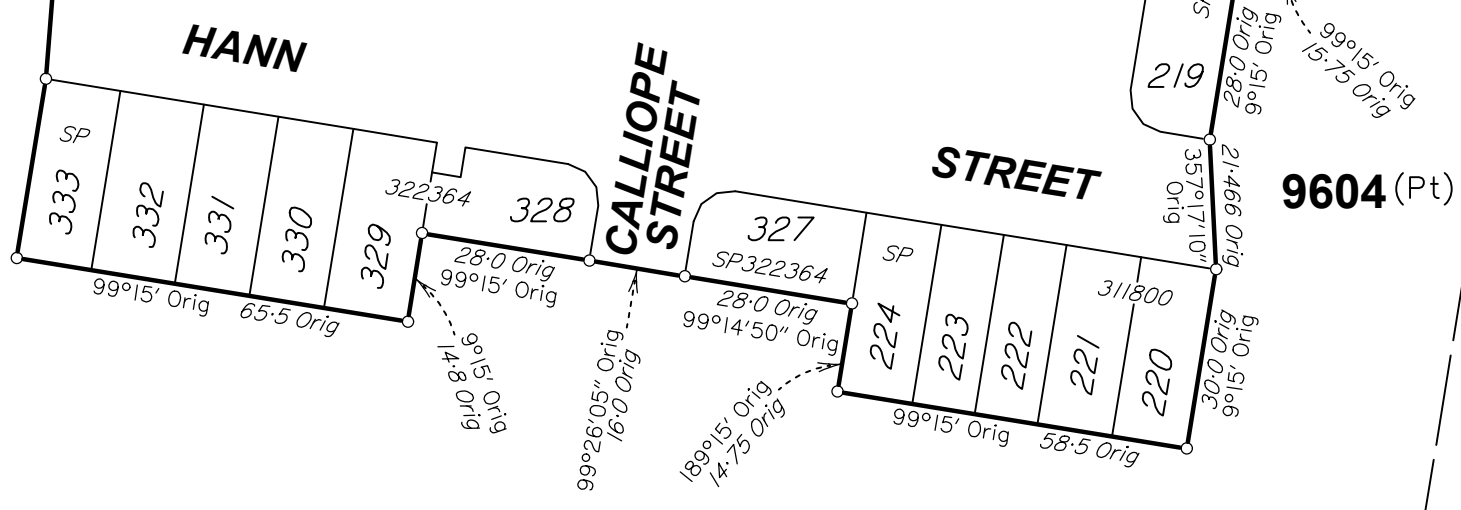 HANN
CALLIOPE
STREET
STREET
SP
219
28·0 Orig
9°15' Orig
99°15' Orig
15·75 Orig
21·466 Orig
357°17'10"
Orig
9604 (Pt)
SP
333
332
331
330
329
322364
328
28·0 Orig
99°15' Orig
327
SP322364
28·0 Orig
99°14'50" Orig
SP
311800
224
223
222
221
220
30·0 Orig
9°15' Orig
99°15' Orig
65·5 Orig
9°15' Orig
14·8 Orig
99°26'05" Orig
16·0 Orig
189°15' Orig
14·75 Orig
99°15' Orig
58·5 Orig